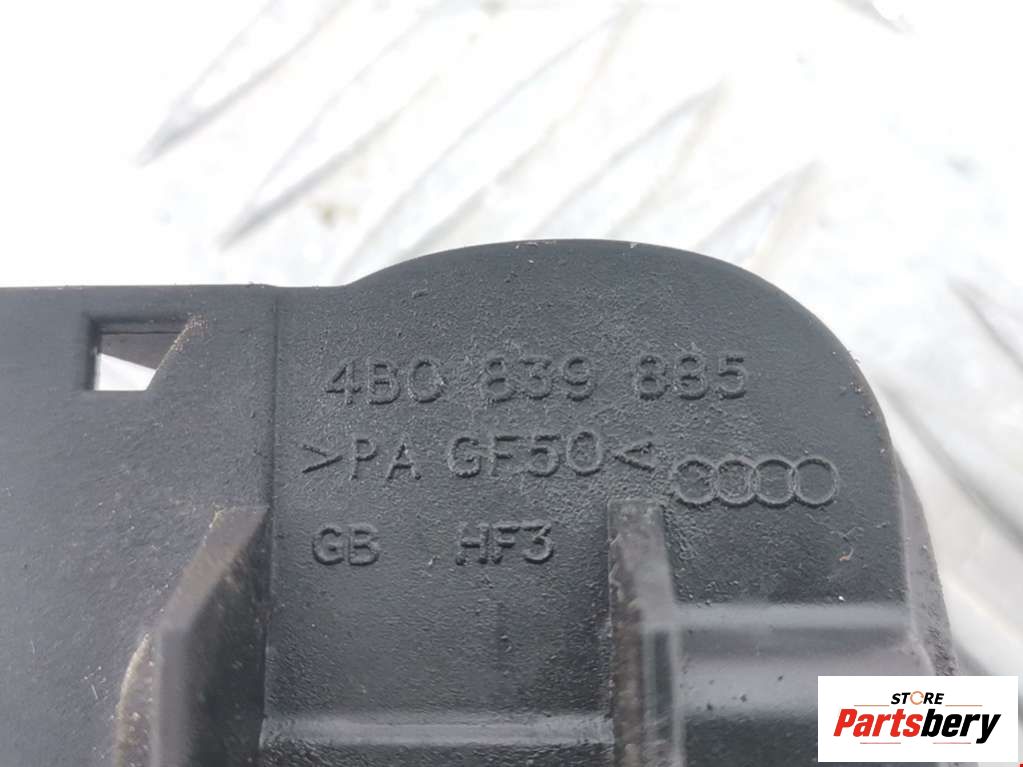 4B0 839 885
>PA GF50<
GB HF3
STORE
Partsbery